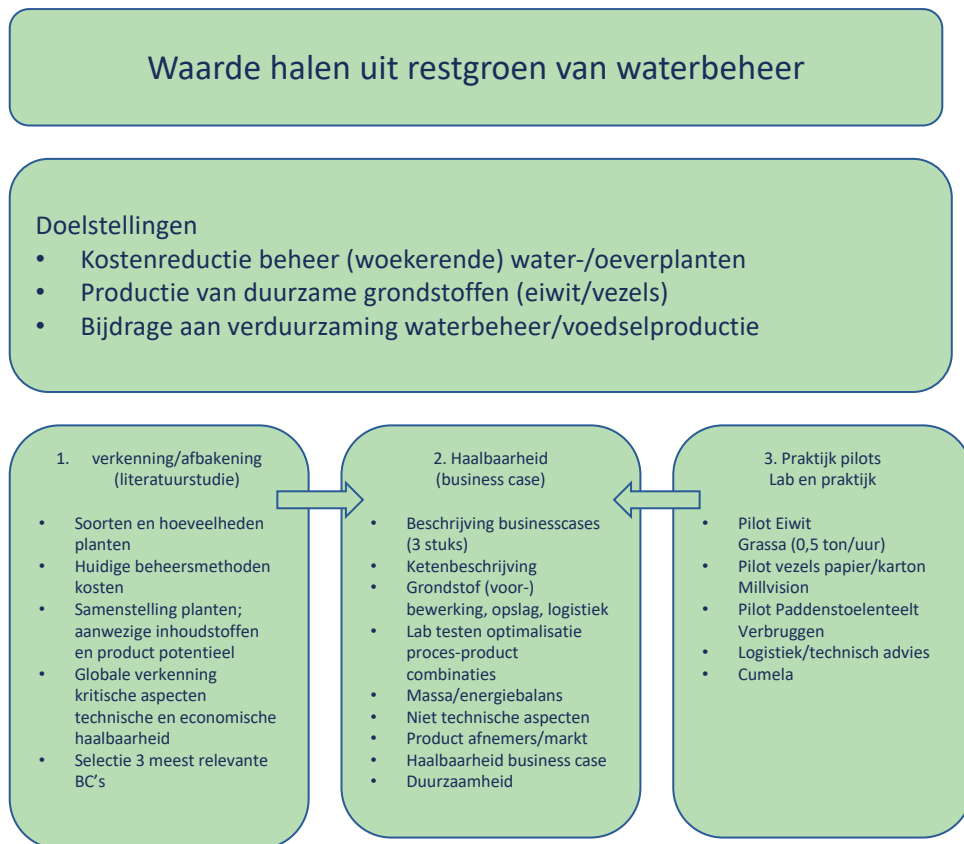 Waarde halen uit restgroen van waterbeheer
Doelstellingen
• Kostenreductie beheer (woekerende) water-/oeverplanten
• Productie van duurzame grondstoffen (eiwit/vezels)
• Bijdrage aan verduurzaming waterbeheer/voedselproductie
1. verkenning/afbakening
(literatuurstudie)
• Soorten en hoeveelheden
planten
• Huidige beheersmethoden
kosten
• Samenstelling planten;
aanwezige inhoudstoffen
en product potentieel
• Globale verkenning
kritische aspecten
technische en economische
haalbaarheid
• Selectie 3 meest relevante
BC's
2. Haalbaarheid
(business case)
• Beschrijving businesscases
(3 stuks)
• Ketenbeschrijving
• Grondstof (voor-)
bewerking, opslag, logistiek
• Lab testen optimalisatie
proces-product
combinaties
• Massa/energiebalans
• Niet technische aspecten
• Product afnemers/markt
• Haalbaarheid business case
• Duurzaamheid
3. Praktijk pilots
Lab en praktijk
• Pilot Eiwit
Grassa (0,5 ton/uur)
• Pilot vezels papier/karton
Millvision
• Pilot Paddenstoelenteelt
Verbruggen
• Logistiek/technisch advies
• Cumela